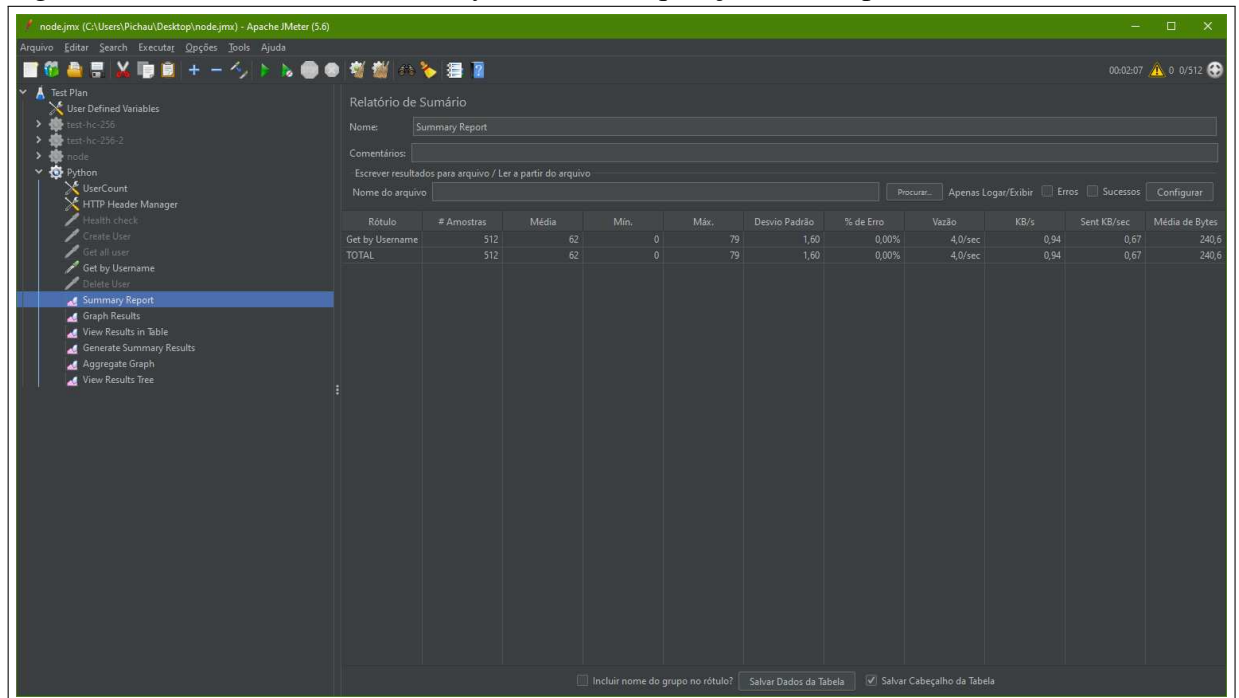 node.jmx (C:\Users\Pichau\Desktop\node.jmx) - Apache JMeter (5.6)
Arquivo Editar Search Executar Opções Tools Ajuda
00:02:07 0 0/512
Test Plan
User Defined Variables
test-hc-256
test-hc-256-2
node
Python
UserCount
HTTP Header Manager
Health check
Create User
Get all user
Get by Username
Delete User
Summary Report
Graph Results
View Results in Table
Generate Summary Results
Aggregate Graph
View Results Tree
Relatório de Sumário
Nome: Summary Report
Comentários:
Escrever resultados para arquivo / Ler a partir do arquivo
Nome do arquivo Procurar... Apenas Logar/Exibir Erros Sucessos Configurar
Rótulo # Amostras Média Mín. Máx. Desvio Padrão % de Erro Vazão KB/s Sent KB/sec Média de Bytes
Get by Username 512 62 0 79 1,60 0,00% 4,0/sec 0,94 0,67 240,6
TOTAL 512 62 0 79 1,60 0,00% 4,0/sec 0,94 0,67 240,6
Incluir nome do grupo no rótulo? Salvar Dados da Tabela Salvar Cabeçalho da Tabela